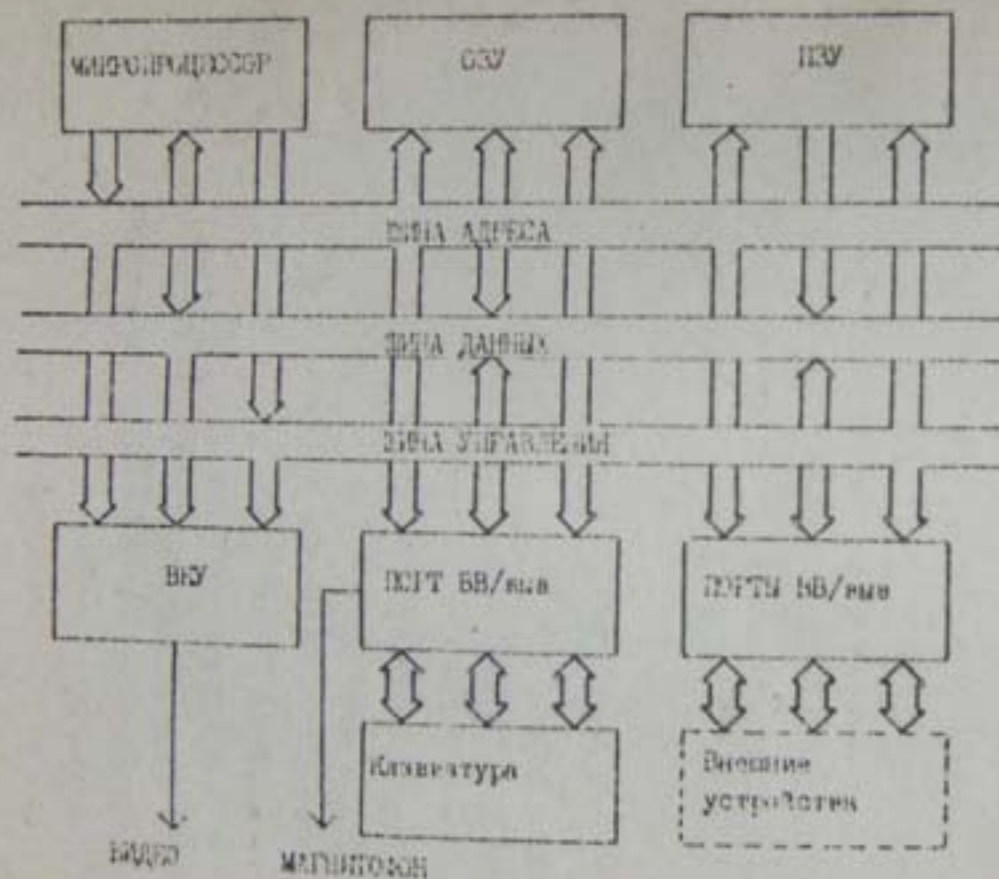 МИКРОПРОЦЕССОР
ОЗУ
ПЗУ
ШИНА АДРЕСА
ШИНА ДАННЫХ
ШИНА УПРАВЛЕНИЯ
ВКУ
ПОРТ ВВ/выв
ПОРТЫ ВВ/выв
Клавиатура
Внешние
устройства
ВИДЕО
МАГНИТОФОН